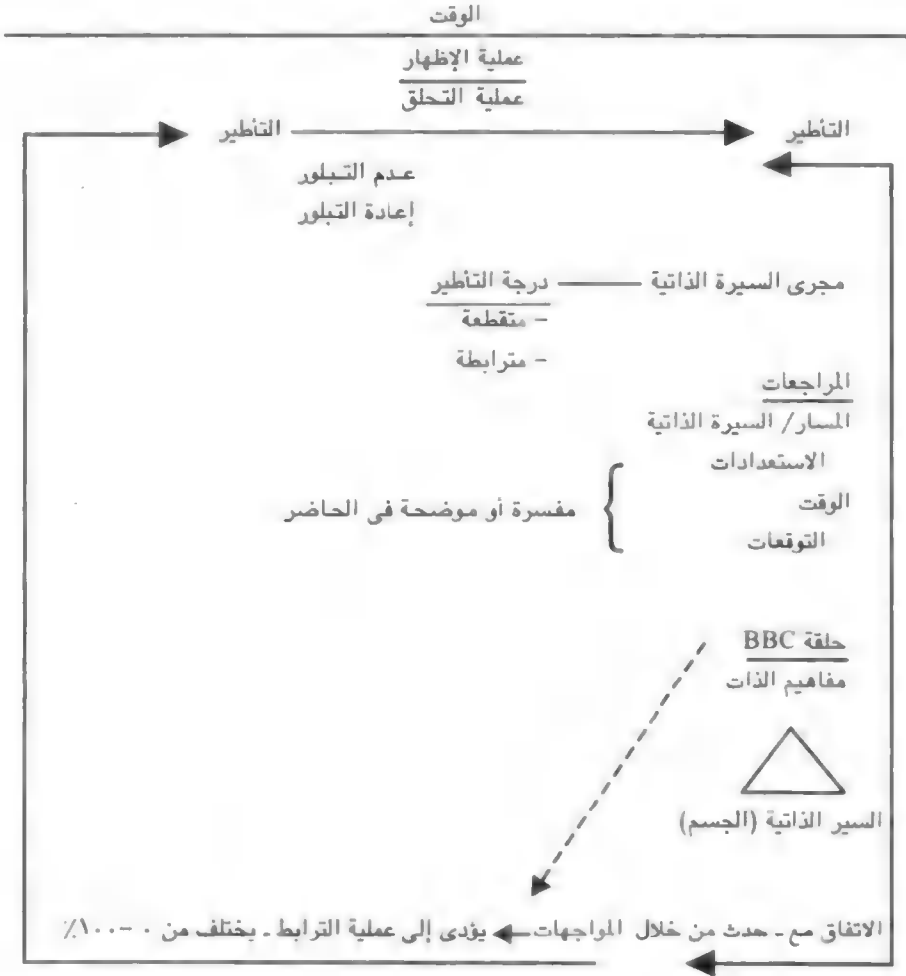 الوقت
عملية الإظهار
عملية التحلق
التأطير
التأطير
عدم التبلور
إعادة التبلور
مجرى السيرة الذاتية
درجة التأطير
- متقطعة
- مترابطة
المراجعات
المسار/ السيرة الذاتية
الاستعدادات
الوقت
التوقعات
مفسرة أو موضحة فى الحاضر
حلقة BBC
مفاهيم الذات
السير الذاتية (الجسم)
الاتفاق مع ـ حدث من خلال المواجهات يؤدى إلى عملية الترابط ـ يختلف من ٠ -١٠٠٪